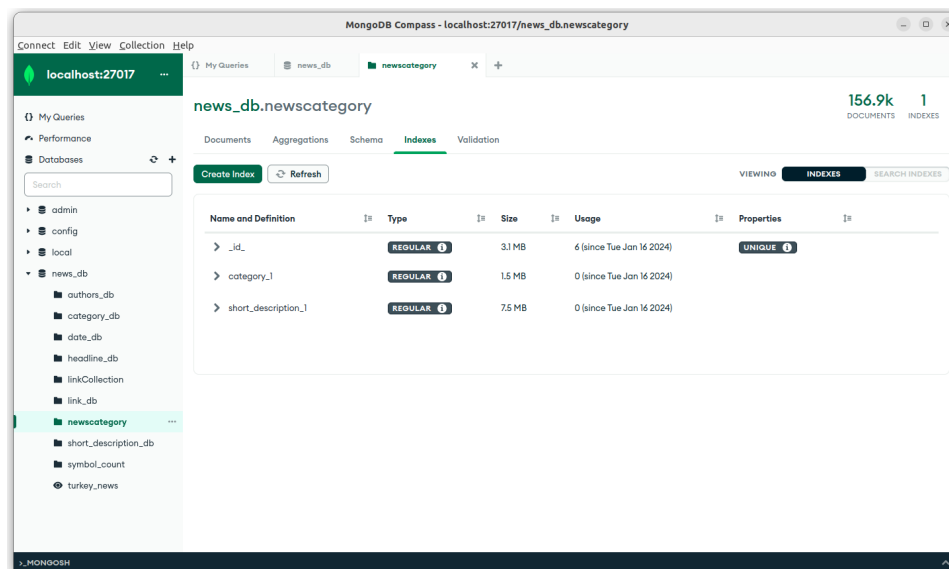 MongoDB Compass - localhost:27017/news_db.newscategory
Connect Edit View Collection Help
localhost:27017 ...
{} My Queries
news_db
newscategory
{} My Queries
Performance
Databases
Search
admin
config
local
news_db
authors_db
category_db
date_db
headline_db
linkCollection
link_db
newscategory ...
short_description_db
symbol_count
turkey_news
news_db.newscategory
156.9k 1
DOCUMENTS INDEXES
Documents Aggregations Schema Indexes Validation
Create Index Refresh
VIEWING INDEXES SEARCH INDEXES
Name and Definition Type Size Usage Properties
_id_ REGULAR 3.1 MB 6 (since Tue Jan 16 2024) UNIQUE
category_1 REGULAR 1.5 MB 0 (since Tue Jan 16 2024)
short_description_1 REGULAR 7.5 MB 0 (since Tue Jan 16 2024)
>_MONGOSH